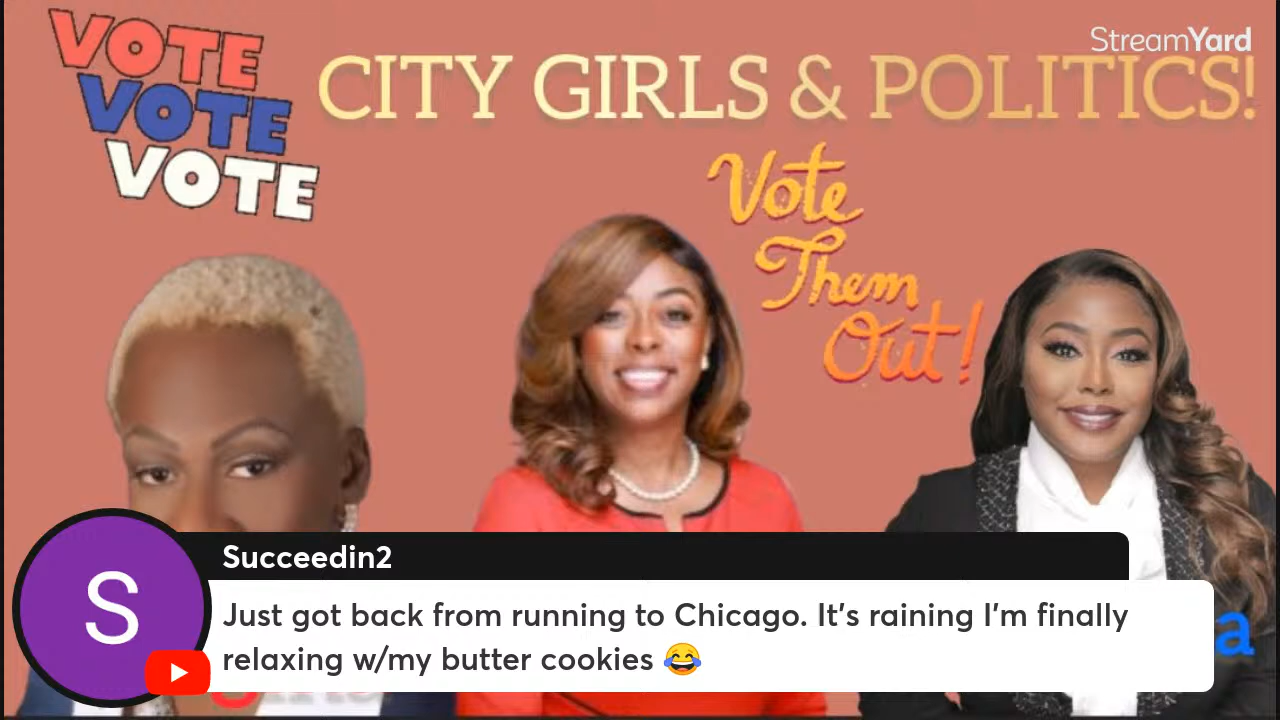 StreamYard
VOTE
VOTE
VOTE
CITY GIRLS & POLITICS!
Vote
Them
Out!
S
Succeedin2
Just got back from running to Chicago. It's raining I'm finally
relaxing w/my butter cookies 😂
a